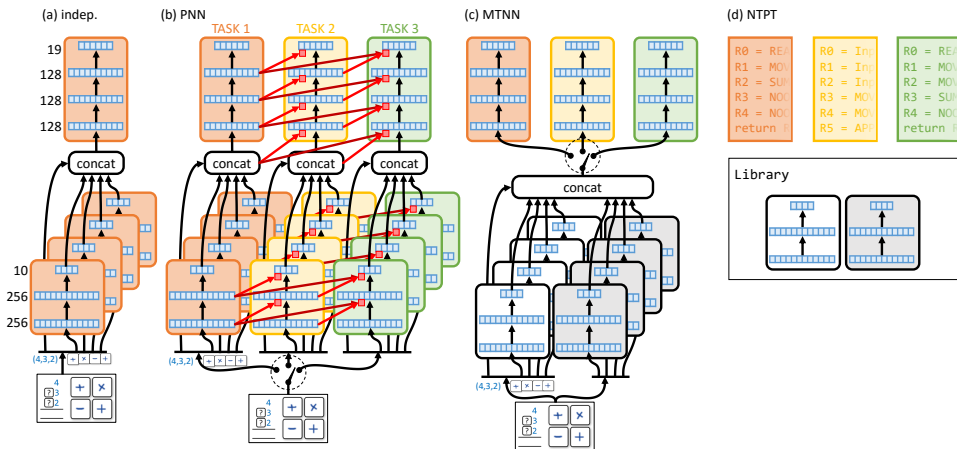 (a) indep.
(b) PNN
(c) MTNN
(d) NTPT
TASK 1
TASK 2
TASK 3
19
128
128
128
concat
10
256
256
(4,3,2)
÷ × − +
4
? 3
? 2
+ ×
− +
concat
concat
concat
(4,3,2)
÷ × − +
4
? 3
? 2
+ ×
− +
concat
(4,3,2)
÷ × − +
4
? 3
? 2
+ ×
− +
R0 = REA
R1 = MOV
R2 = SUM
R3 = NOO
R4 = NOO
return R
R0 = Inp
R1 = Inp
R2 = Inp
R3 = MOV
R4 = MOV
R5 = APP
R0 = REA
R1 = MOV
R2 = MOV
R3 = SUM
R4 = NOO
return R
Library